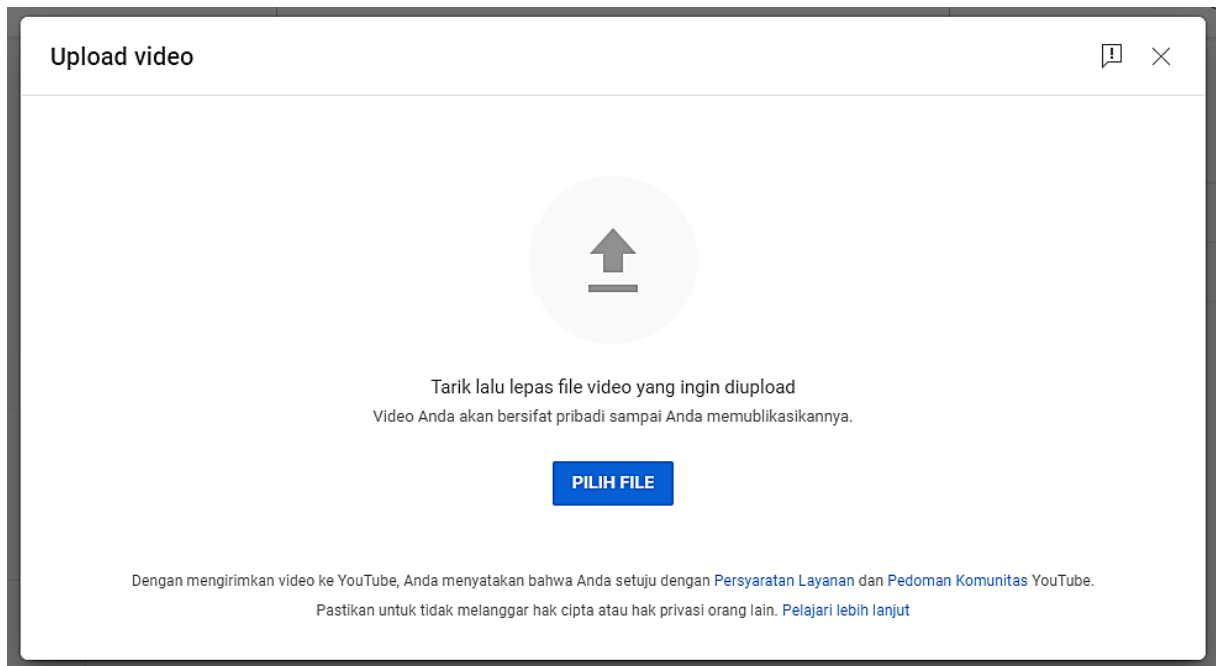 Upload video
Tarik lalu lepas file video yang ingin diupload
Video Anda akan bersifat pribadi sampai Anda memublikasikannya.
PILIH FILE
Dengan mengirimkan video ke YouTube, Anda menyatakan bahwa Anda setuju dengan Persyaratan Layanan dan Pedoman Komunitas YouTube.
Pastikan untuk tidak melanggar hak cipta atau hak privasi orang lain. Pelajari lebih lanjut